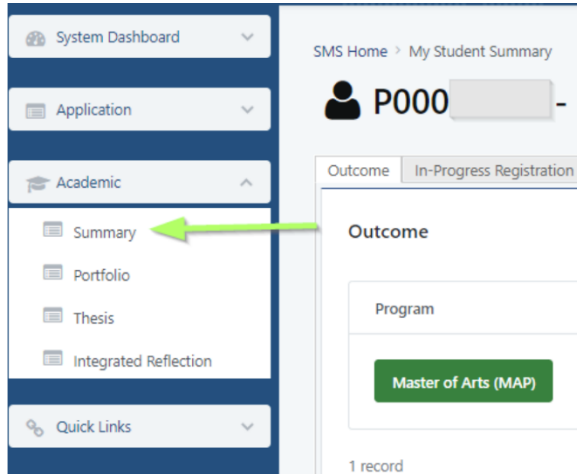 System Dashboard
Application
Academic
Summary
Portfolio
Thesis
Integrated Reflection
Quick Links
SMS Home > My Student Summary
P000 -
Outcome In-Progress Registration
Outcome
Program
Master of Arts (MAP)
1 record